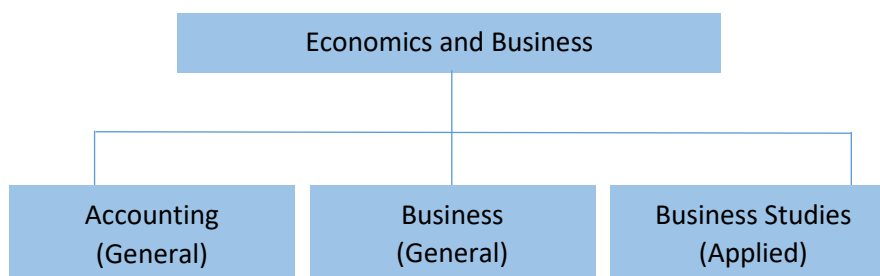 Economics and Business
Accounting
(General)
Business
(General)
Business Studies
(Applied)